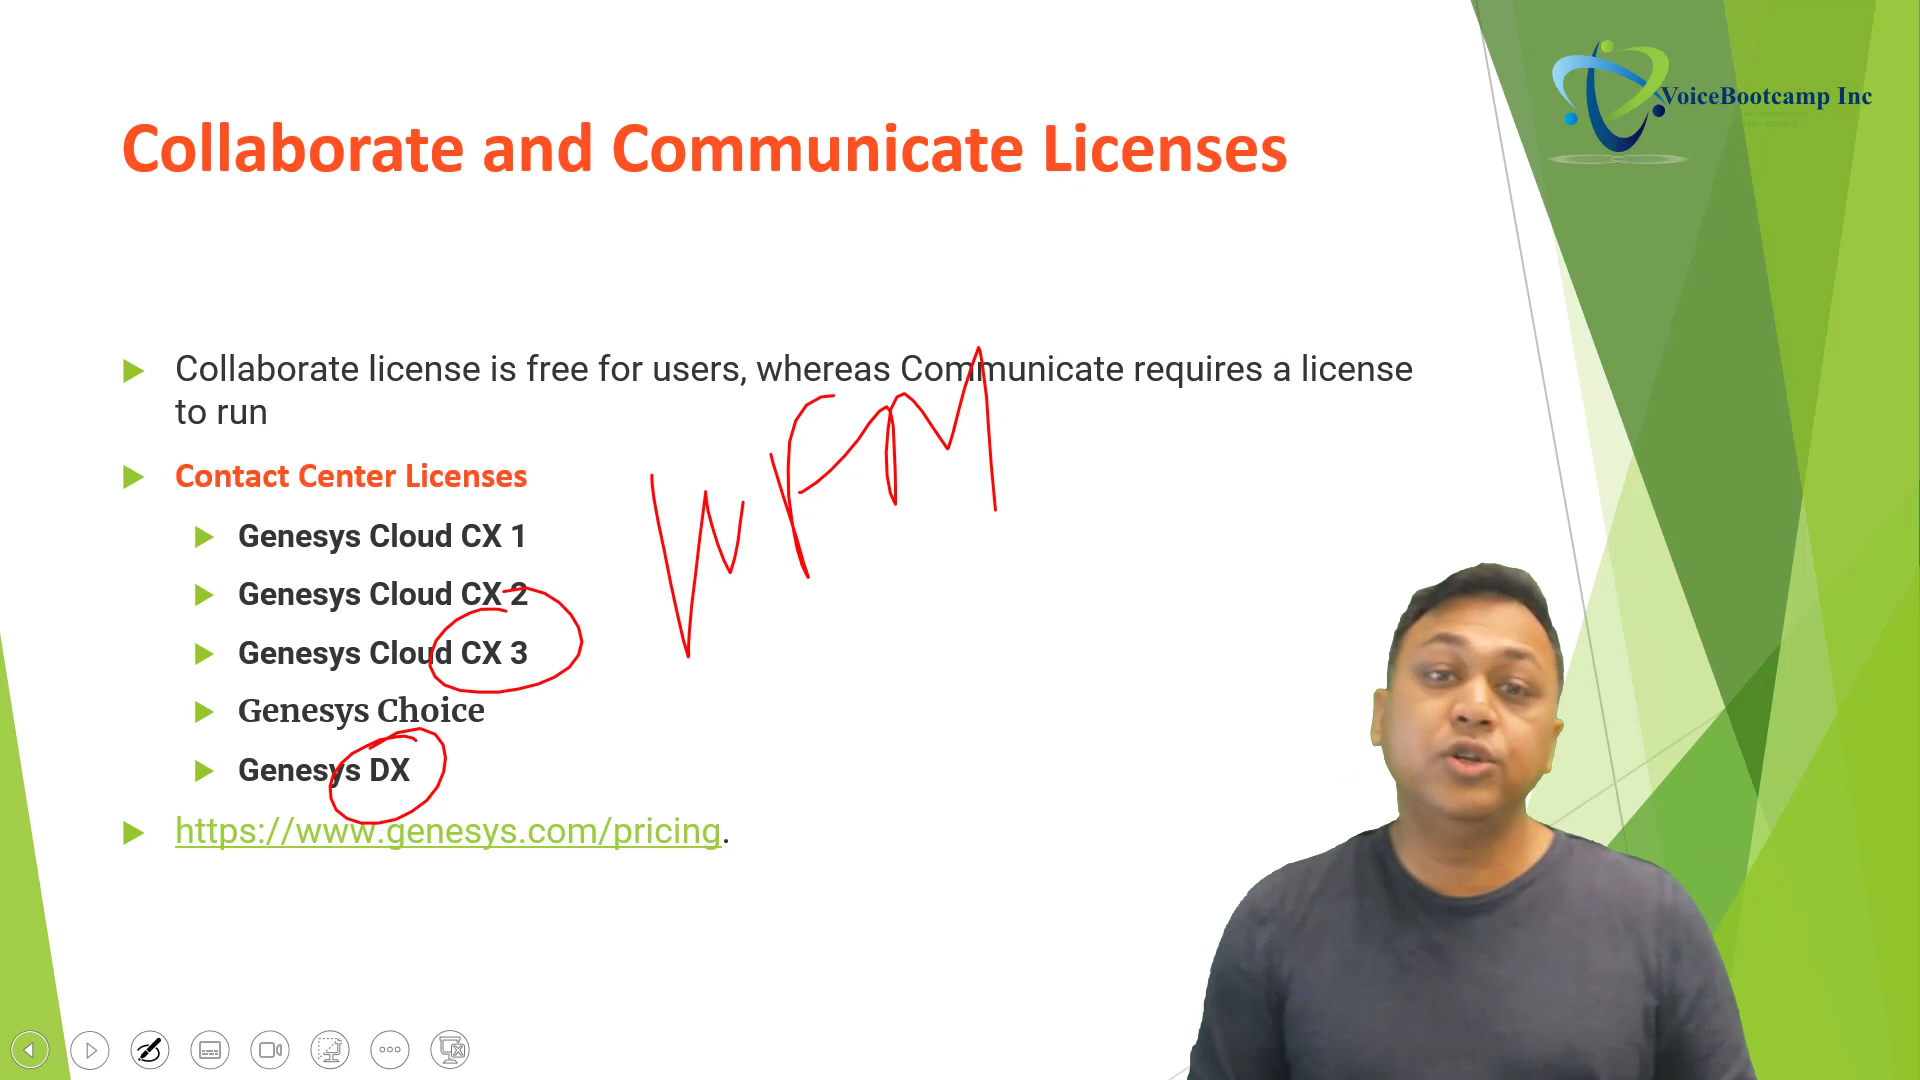 VoiceBootcamp Inc
Collaborate and Communicate Licenses
Collaborate license is free for users, whereas Communicate requires a license
to run
Contact Center Licenses
WFM
Genesys Cloud CX 1
Genesys Cloud CX 2
Genesys Cloud CX 3
Genesys Choice
Genesys DX
https://www.genesys.com/pricing.